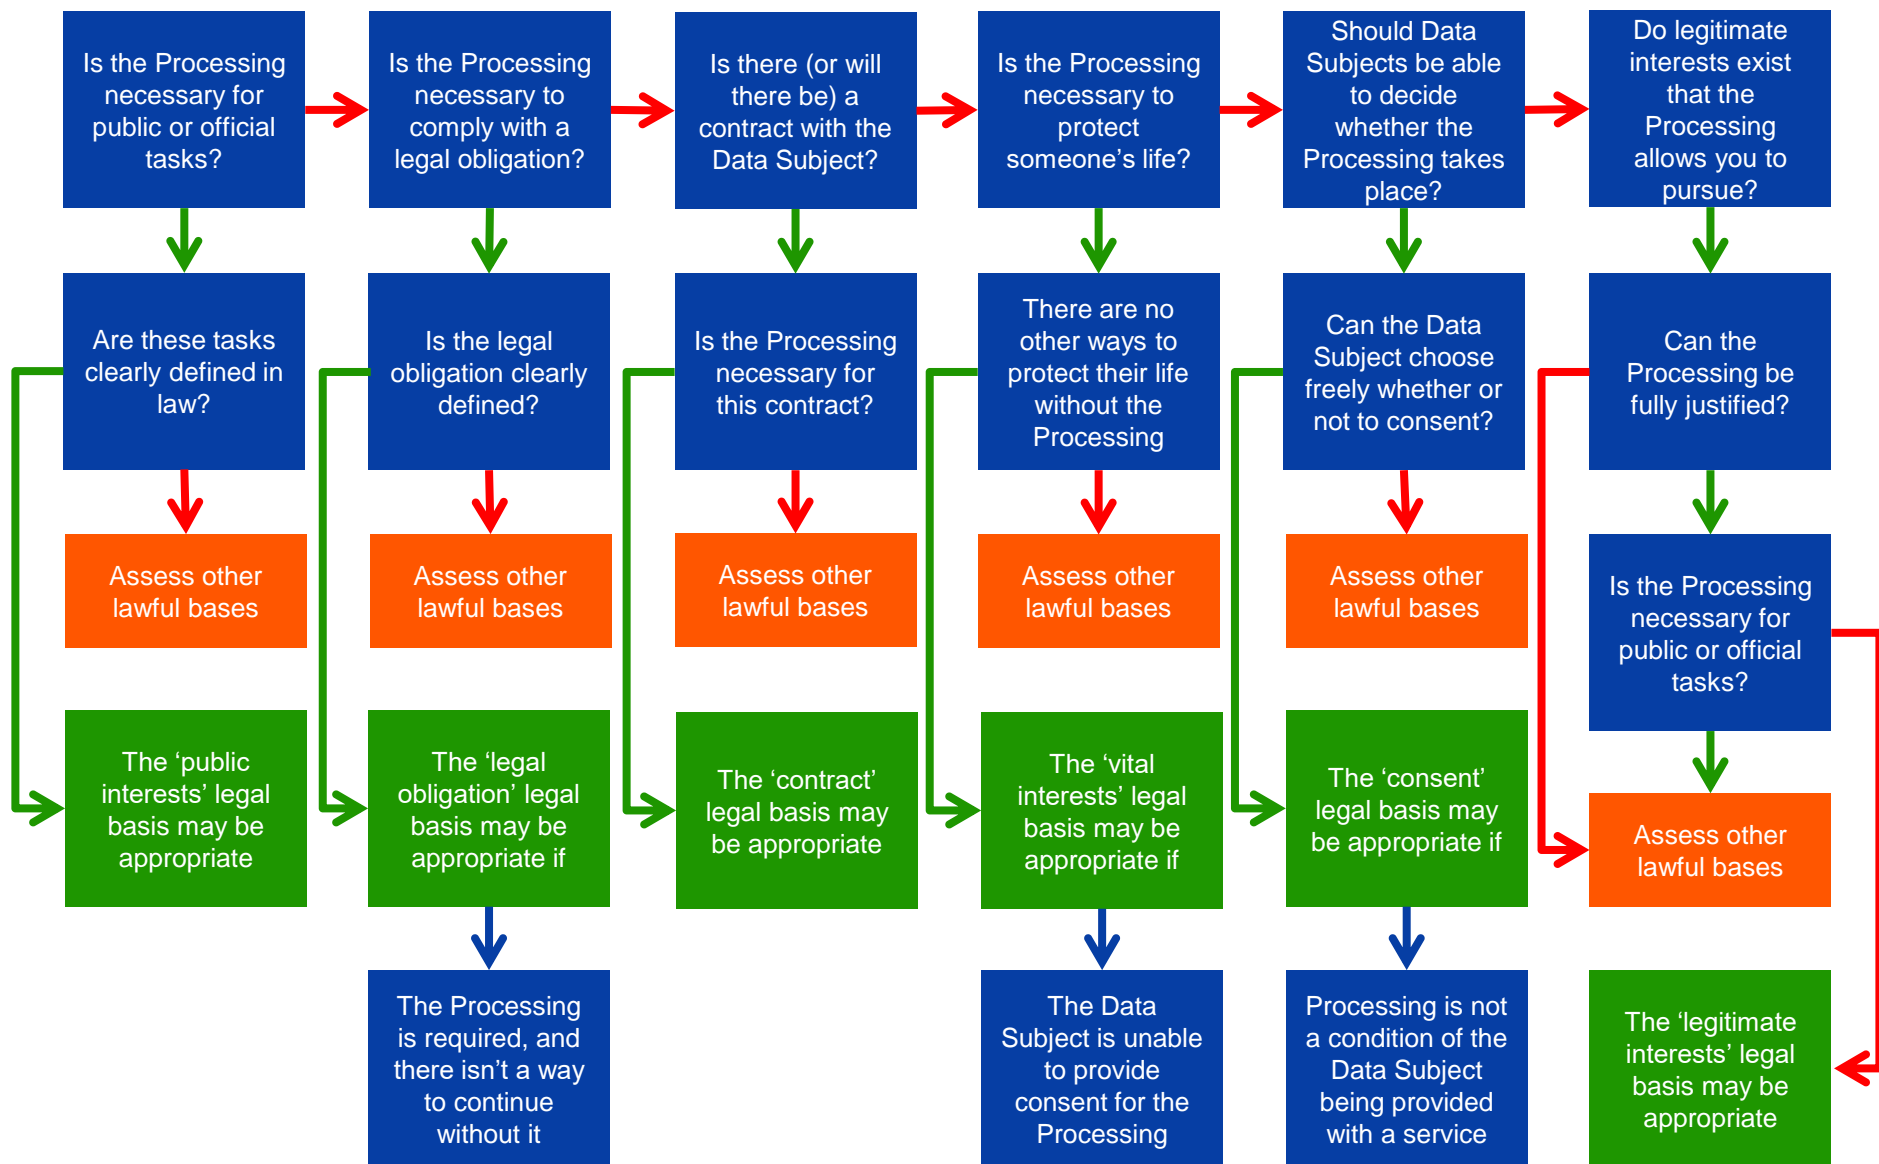 Is the Processing
necessary for
public or official
tasks?
Is the Processing
necessary to
comply with a
legal obligation?
Is there (or will
there be) a
contract with the
Data Subject?
Is the Processing
necessary to
protect
someone’s life?
Should Data
Subjects be able
to decide
whether the
Processing takes
place?
Do legitimate
interests exist
that the
Processing
allows you to
pursue?
Are these tasks
clearly defined in
law?
Is the legal
obligation clearly
defined?
Is the Processing
necessary for
this contract?
There are no
other ways to
protect their life
without the
Processing
Can the Data
Subject choose
freely whether or
not to consent?
Can the
Processing be
fully justified?
Assess other
lawful bases
Assess other
lawful bases
Assess other
lawful bases
Assess other
lawful bases
Assess other
lawful bases
Is the Processing
necessary for
public or official
tasks?
The ‘public
interests’ legal
basis may be
appropriate
The ‘legal
obligation’ legal
basis may be
appropriate if
The ‘contract’
legal basis may
be appropriate
The ‘vital
interests’ legal
basis may be
appropriate if
The ‘consent’
legal basis may
be appropriate if
Assess other
lawful bases
The Processing
is required, and
there isn’t a way
to continue
without it
The Data
Subject is unable
to provide
consent for the
Processing
Processing is not
a condition of the
Data Subject
being provided
with a service
The ‘legitimate
interests’ legal
basis may be
appropriate